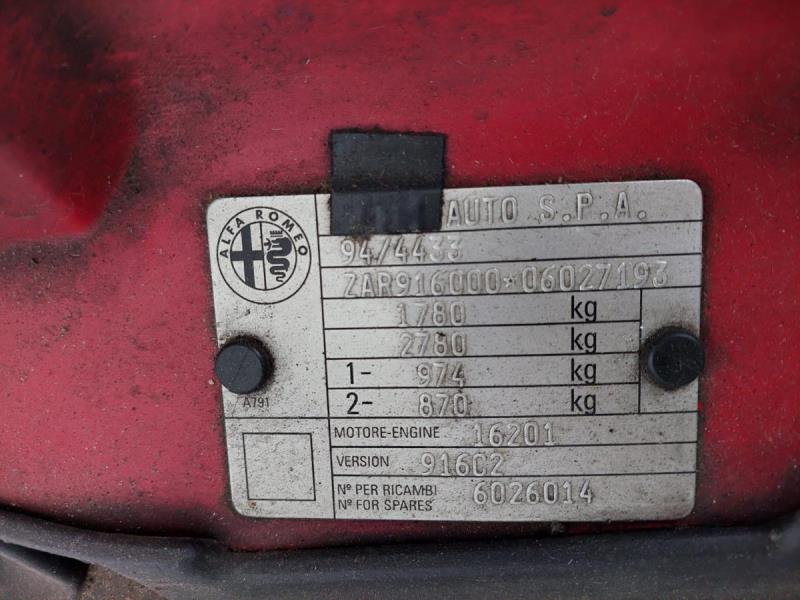 ALFA ROMEO
AUTO S.P.A.
94/4433
ZAR916000*06027193
1780 kg
2780 kg
1- 974 kg
2- 870 kg
A791
MOTORE-ENGINE 16201
VERSION 916C2
Nº PER RICAMBI 6026014
Nº FOR SPARES